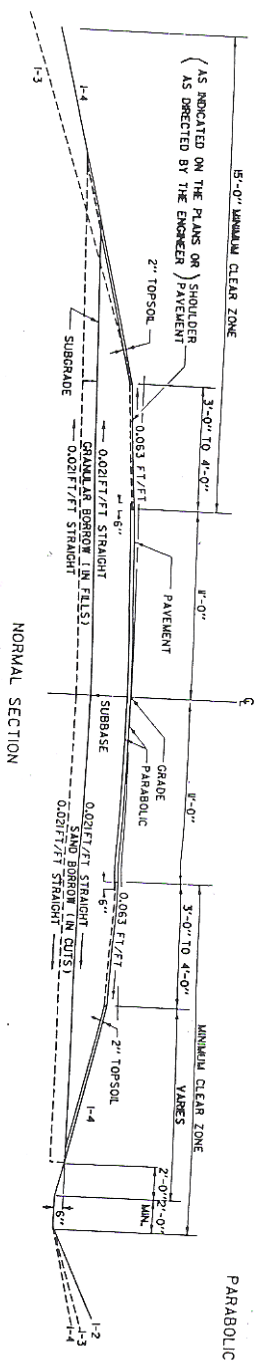 PARABOLIC
15'-0" MINIMUM CLEAR ZONE
3'-0" TO 4'-0"
11'-0"
℄
11'-0"
3'-0" TO 4'-0"
MINIMUM CLEAR ZONE
VARIES
2'-0"
2'-0"
MIN.
(AS INDICATED ON THE PLANS OR
AS DIRECTED BY THE ENGINEER)
SHOULDER
PAVEMENT
0.063 FT/FT
PAVEMENT
GRADE
PARABOLIC
0.063 FT/FT
2" TOPSOIL
2" TOPSOIL
1-4
1-3
6"
6"
SUBBASE
1-4
6"
1-2
1-3
1-4
SUBGRADE
0.021FT/FT STRAIGHT
GRANULAR BORROW (IN FILLS)
0.021FT/FT STRAIGHT
0.021FT/FT STRAIGHT
SAND BORROW (IN CUTS)
0.021FT/FT STRAIGHT
NORMAL SECTION